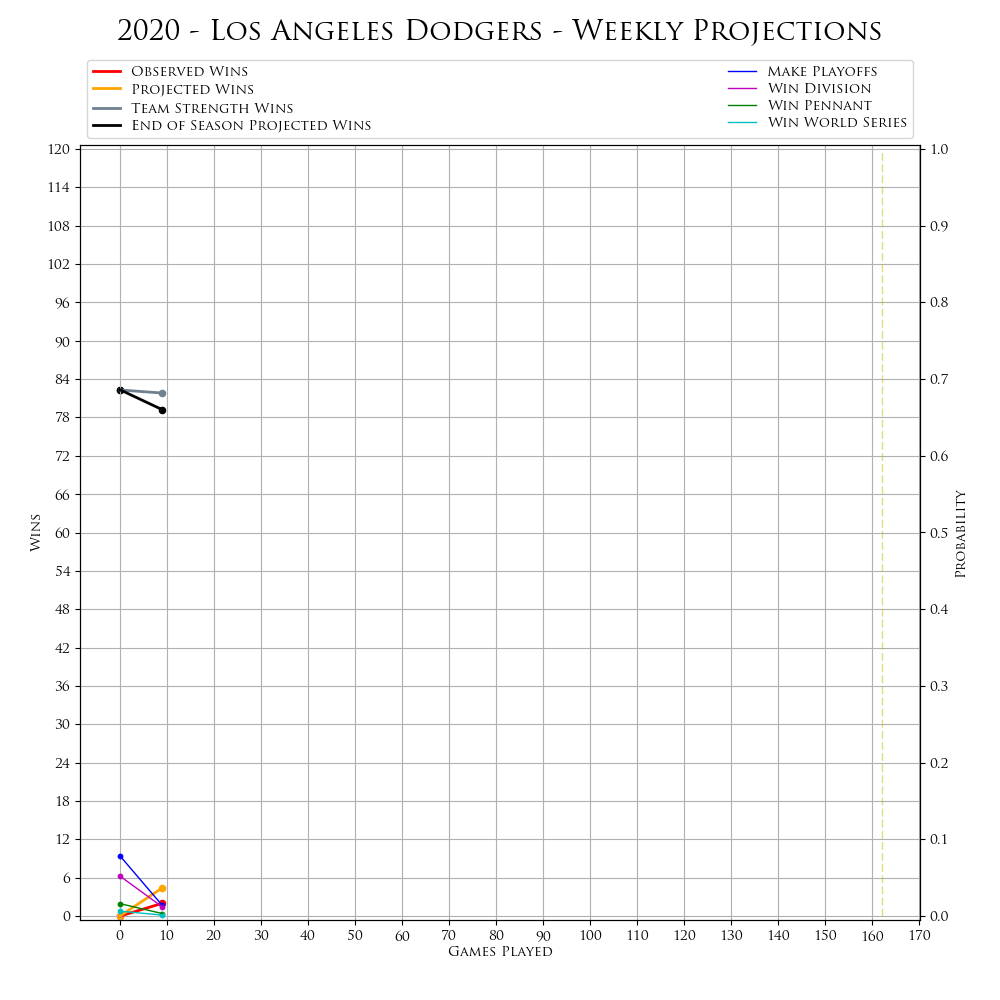 2020 - Los Angeles Dodgers - Weekly Projections
Observed Wins
Projected Wins
Team Strength Wins
End of Season Projected Wins
Make Playoffs
Win Division
Win Pennant
Win World Series
120
114
108
102
96
90
84
78
72
66
60
54
48
42
36
30
24
18
12
6
0
Wins
1.0
0.9
0.8
0.7
0.6
0.5
0.4
0.3
0.2
0.1
0.0
Probability
0 10 20 30 40 50 60 70 80 90 100 110 120 130 140 150 160 170
Games Played